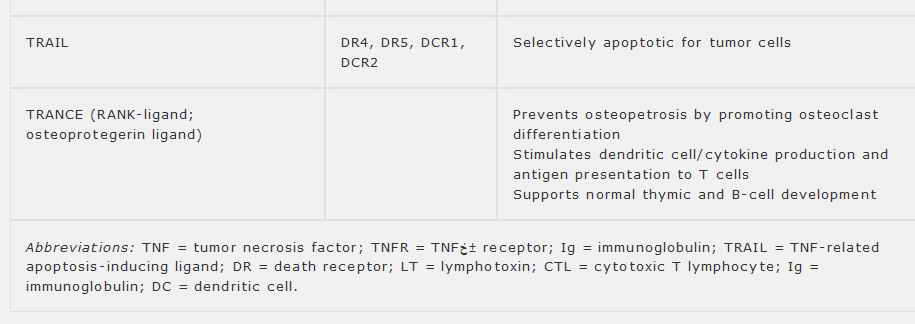 TRAIL
DR4, DR5, DCR1,
DCR2
Selectively apoptotic for tumor cells
TRANCE (RANK-ligand;
osteoprotegerin ligand)
Prevents osteopetrosis by promoting osteoclast
differentiation
Stimulates dendritic cell/cytokine production and
antigen presentation to T cells
Supports normal thymic and B-cell development
Abbreviations: TNF = tumor necrosis factor; TNFR = TNFخ± receptor; Ig = immunoglobulin; TRAIL = TNF-related
apoptosis-inducing ligand; DR = death receptor; LT = lymphotoxin; CTL = cytotoxic T lymphocyte; Ig =
immunoglobulin; DC = dendritic cell.